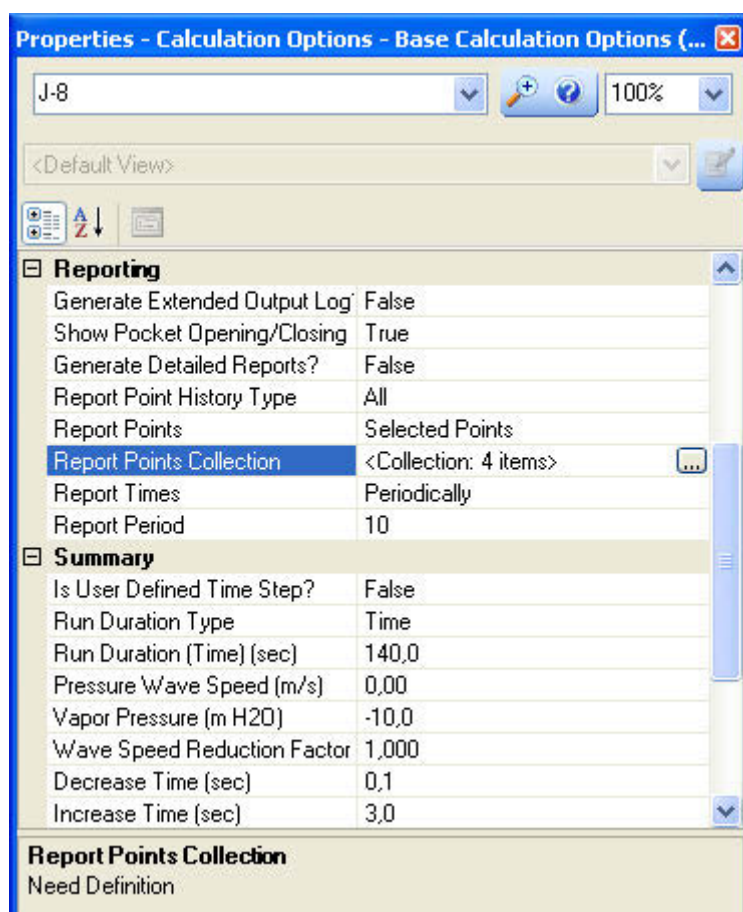 Properties - Calculation Options - Base Calculation Options (...
J-8 100%
<Default View>
Reporting
Generate Extended Output Log False
Show Pocket Opening/Closing True
Generate Detailed Reports? False
Report Point History Type All
Report Points Selected Points
Report Points Collection <Collection: 4 items> ...
Report Times Periodically
Report Period 10
Summary
Is User Defined Time Step? False
Run Duration Type Time
Run Duration (Time) (sec) 140,0
Pressure Wave Speed (m/s) 0,00
Vapor Pressure (m H2O) -10,0
Wave Speed Reduction Factor 1,000
Decrease Time (sec) 0,1
Increase Time (sec) 3,0
Report Points Collection
Need Definition